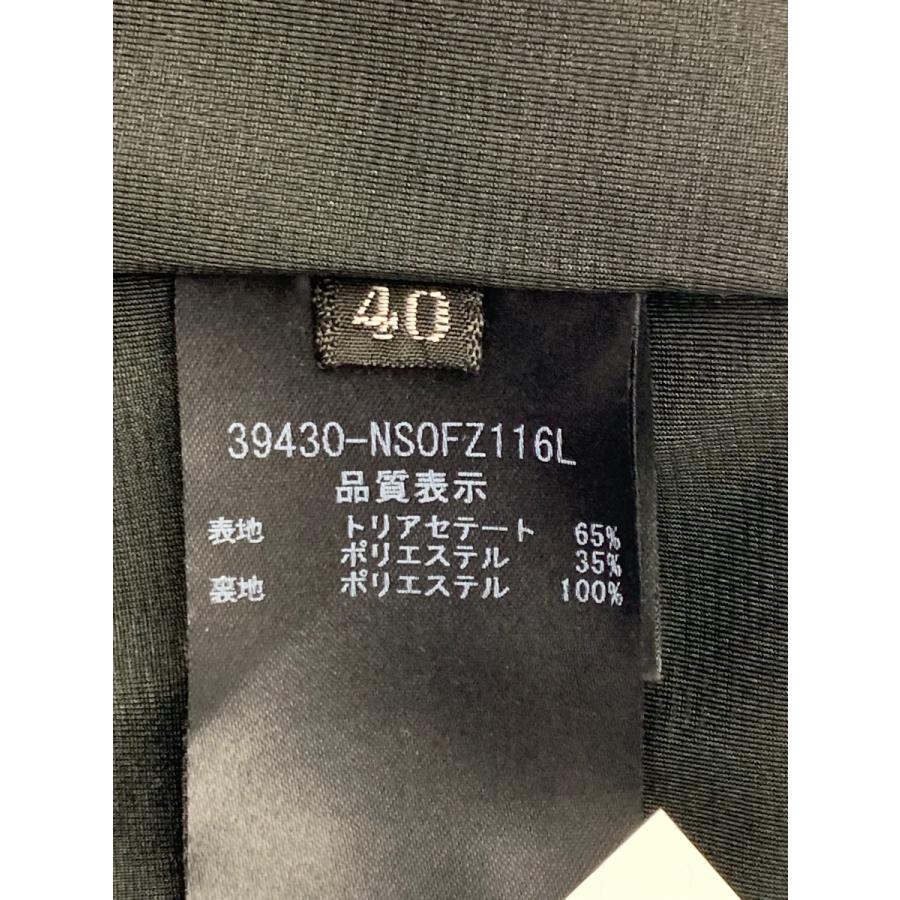 40
39430-NSOFZ116L
品質表示
表地 トリアセテート 65%
ポリエステル 35%
裏地 ポリエステル 100%